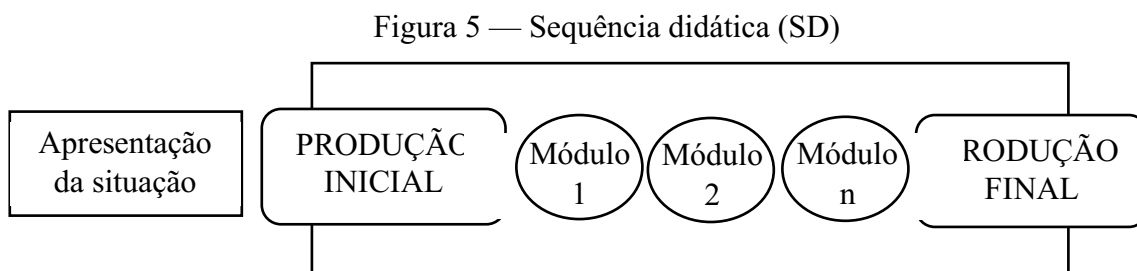 Figura 5 — Sequência didática (SD)
Apresentação
da situação
PRODUÇÃC
INICIAL
Módulo
1
Módulo
2
Módulo
n
RODUÇÃO
FINAL